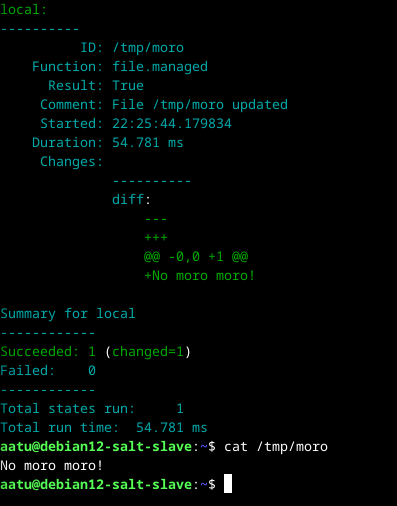 local:
----------
          ID: /tmp/moro
    Function: file.managed
      Result: True
     Comment: File /tmp/moro updated
     Started: 22:25:44.179834
    Duration: 54.781 ms
     Changes:
              ----------
              diff:
                  ---
                  +++
                  @@ -0,0 +1 @@
                  +No moro moro!

Summary for local
------------
Succeeded: 1 (changed=1)
Failed:    0
------------
Total states run:     1
Total run time:  54.781 ms
aatu@debian12-salt-slave:~$ cat /tmp/moro
No moro moro!
aatu@debian12-salt-slave:~$